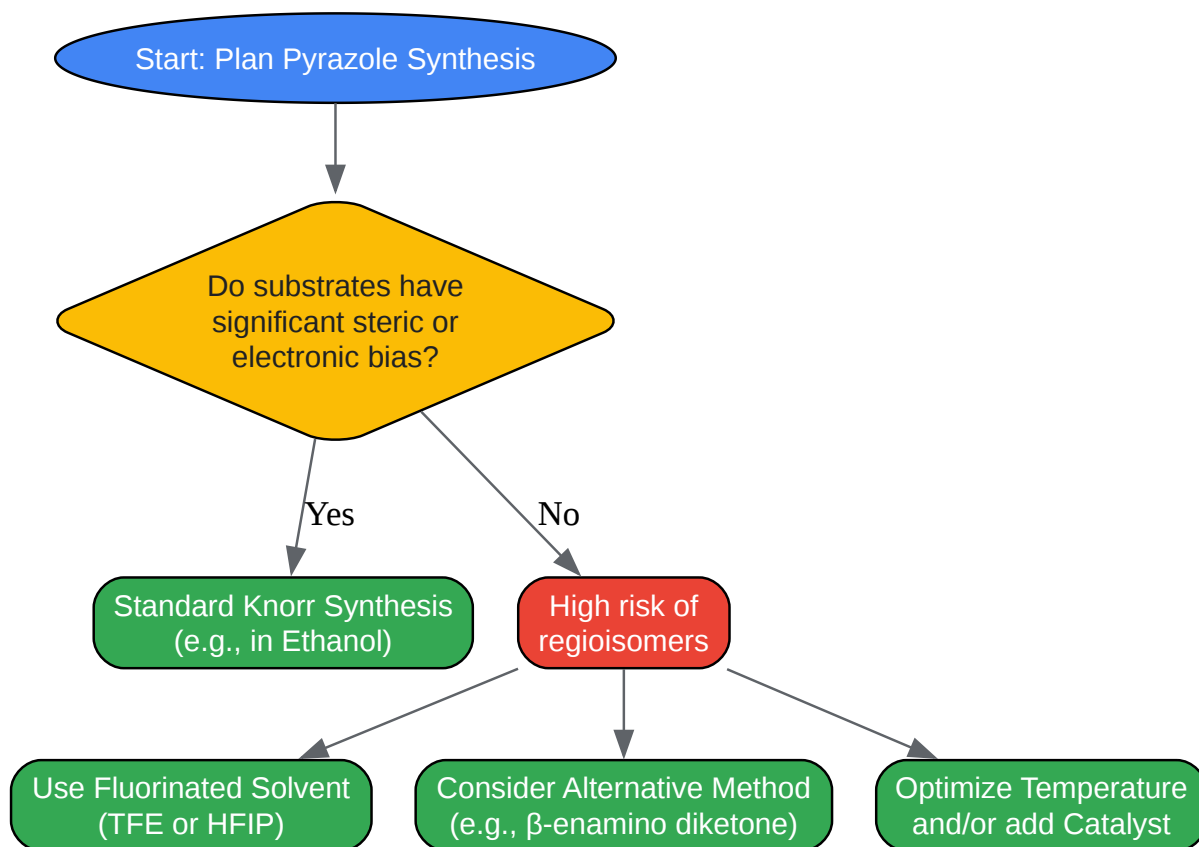 Start: Plan Pyrazole Synthesis
Do substrates have
significant steric or
electronic bias?
Yes
No
Standard Knorr Synthesis
(e.g., in Ethanol)
High risk of
regioisomers
Use Fluorinated Solvent
(TFE or HFIP)
Consider Alternative Method
(e.g., β-enamino diketone)
Optimize Temperature
and/or add Catalyst